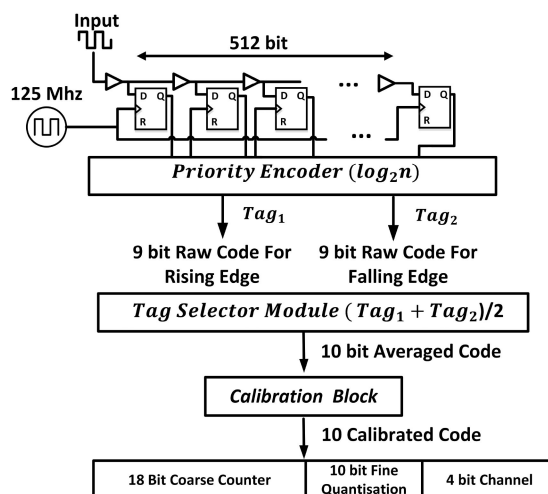 Input
512 bit
125 Mhz
D Q
R
D Q
R
D Q
R
...
...
D Q
R
Priority Encoder (log₂n)
Tag₁
Tag₂
9 bit Raw Code For
Rising Edge
9 bit Raw Code For
Falling Edge
Tag Selector Module (Tag₁ + Tag₂)/2
10 bit Averaged Code
Calibration Block
10 Calibrated Code
18 Bit Coarse Counter
10 bit Fine
Quantisation
4 bit Channel